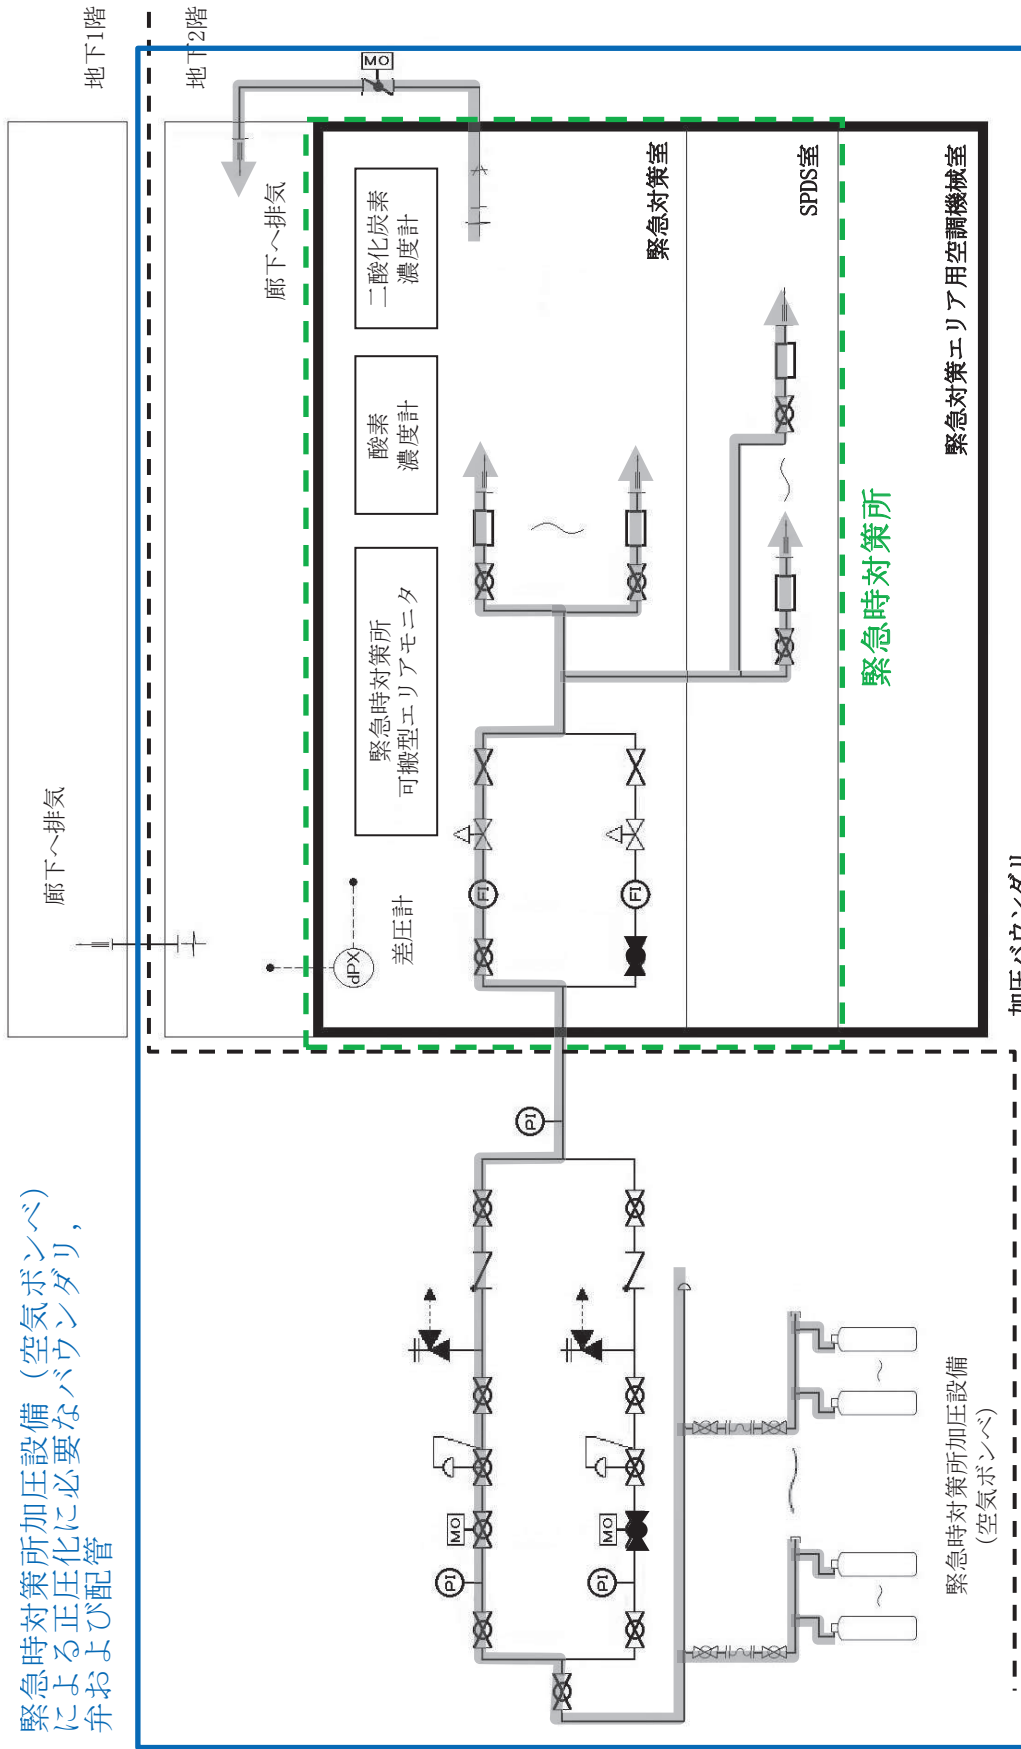 緊急時対策所加圧設備（空気ボンベ）
による正圧化に必要なバウンダリ，
弁および配管
地下1階
地下2階
廊下へ排気
廊下へ排気
MO
二酸化炭素
濃度計
酸素
濃度計
緊急時対策所
可搬型エリアモニタ
差圧計
dPX
緊急対策室
SPDS室
緊急対策エリア用空調機械室
緊急時対策所
加圧バウンダリ
FI
FI
PI
PI
PI
MO
MO
緊急時対策所加圧設備
（空気ボンベ）